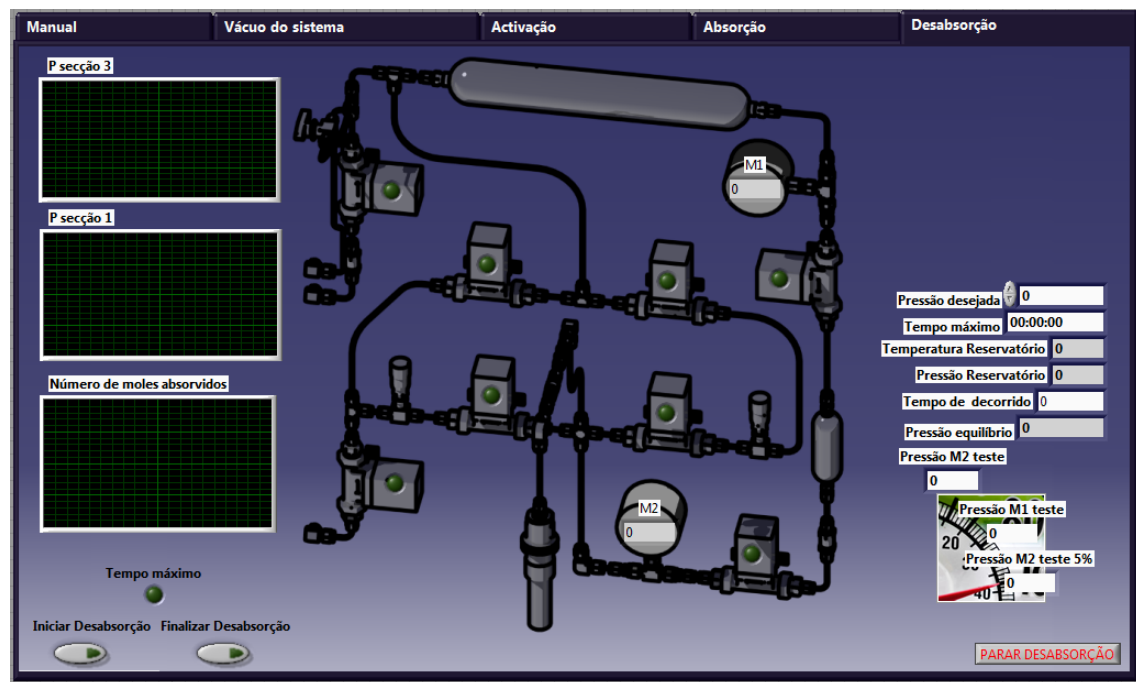 Manual
Vácuo do sistema
Activação
Absorção
Desabsorção
P secção 3
M1
0
P secção 1
Pressão desejada 0
Tempo máximo 00:00:00
Temperatura Reservatório 0
Pressão Reservatório 0
Número de moles absorvidos
Tempo de decorrido 0
Pressão equilíbrio 0
Pressão M2 teste
0
M2
0
Pressão M1 teste
0
20
Pressão M2 teste 5%
0
40
Tempo máximo
Iniciar Desabsorção
Finalizar Desabsorção
PARAR DESABSORÇÃO